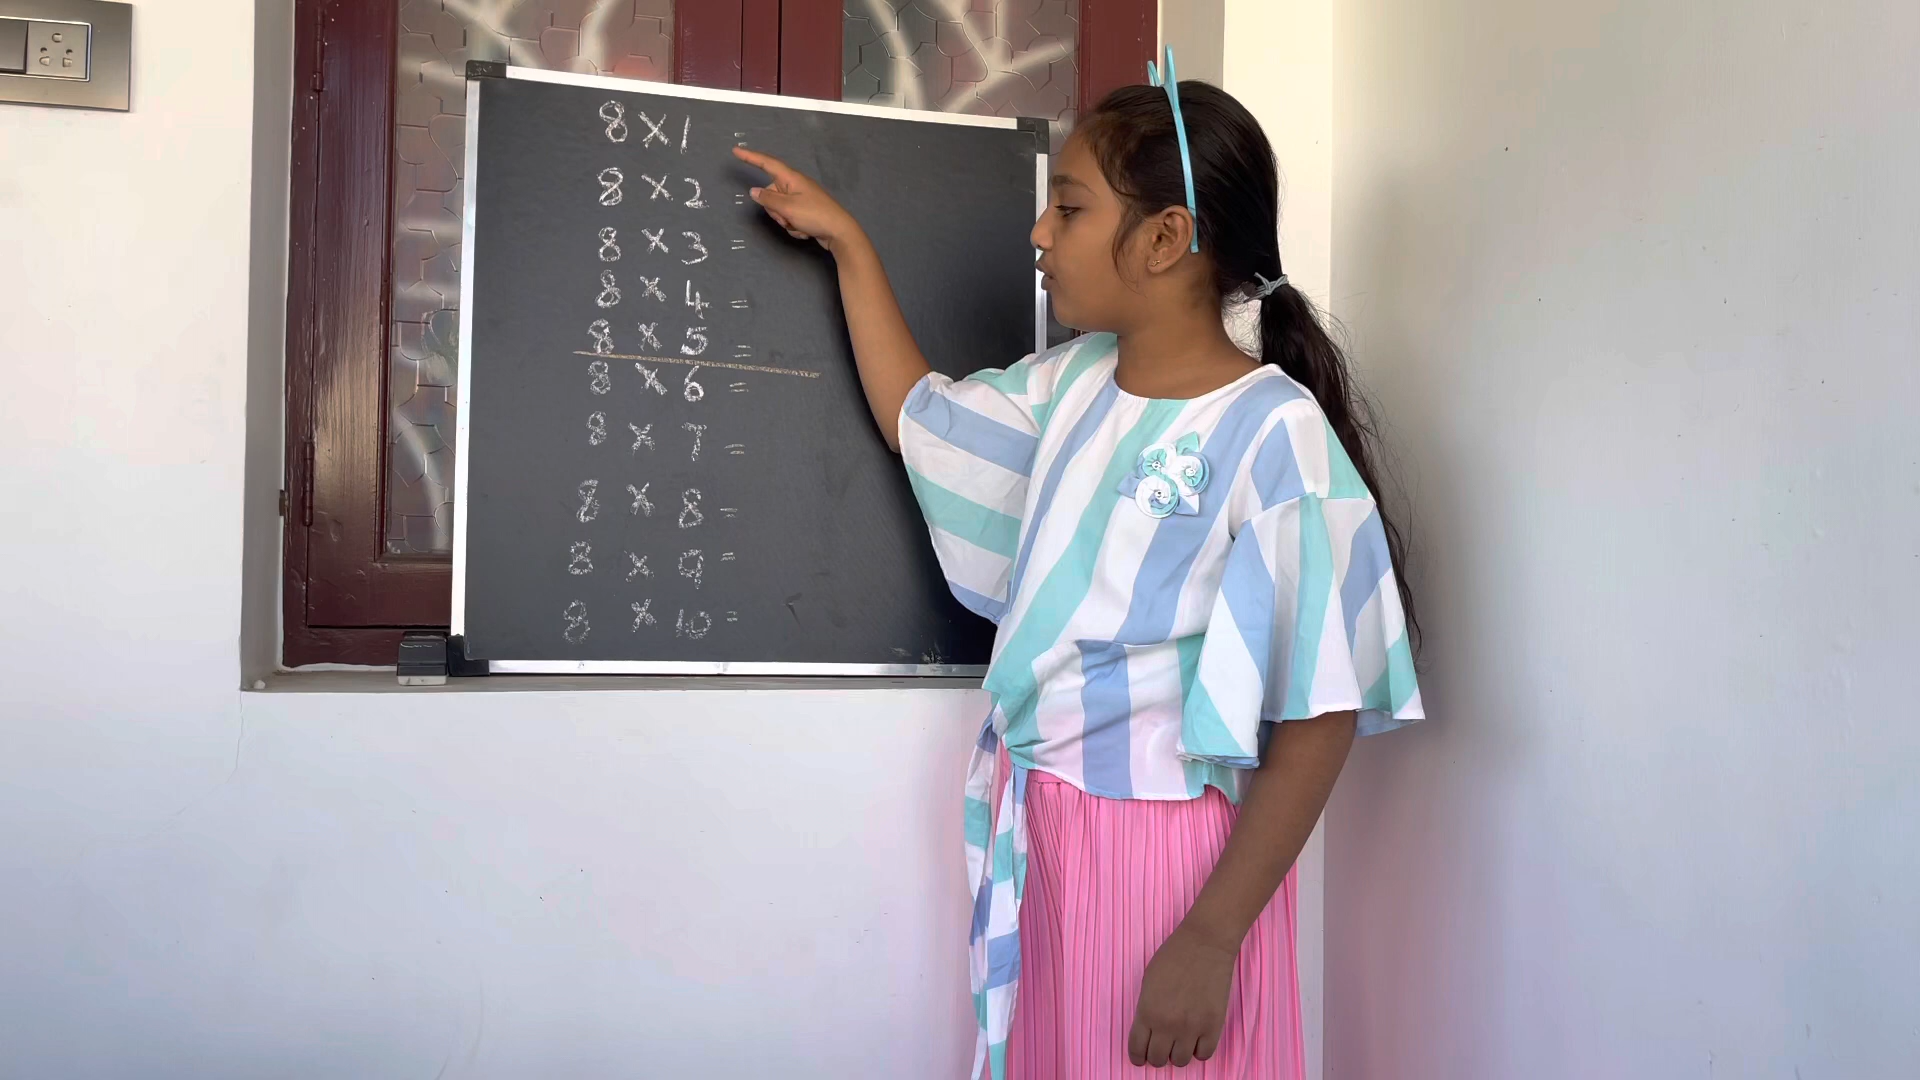 8 × 1 =
8 × 2 =
8 × 3 =
8 × 4 =
8 × 5 =
8 × 6 =
8 × 7 =
8 × 8 =
8 × 9 =
8 × 10 =